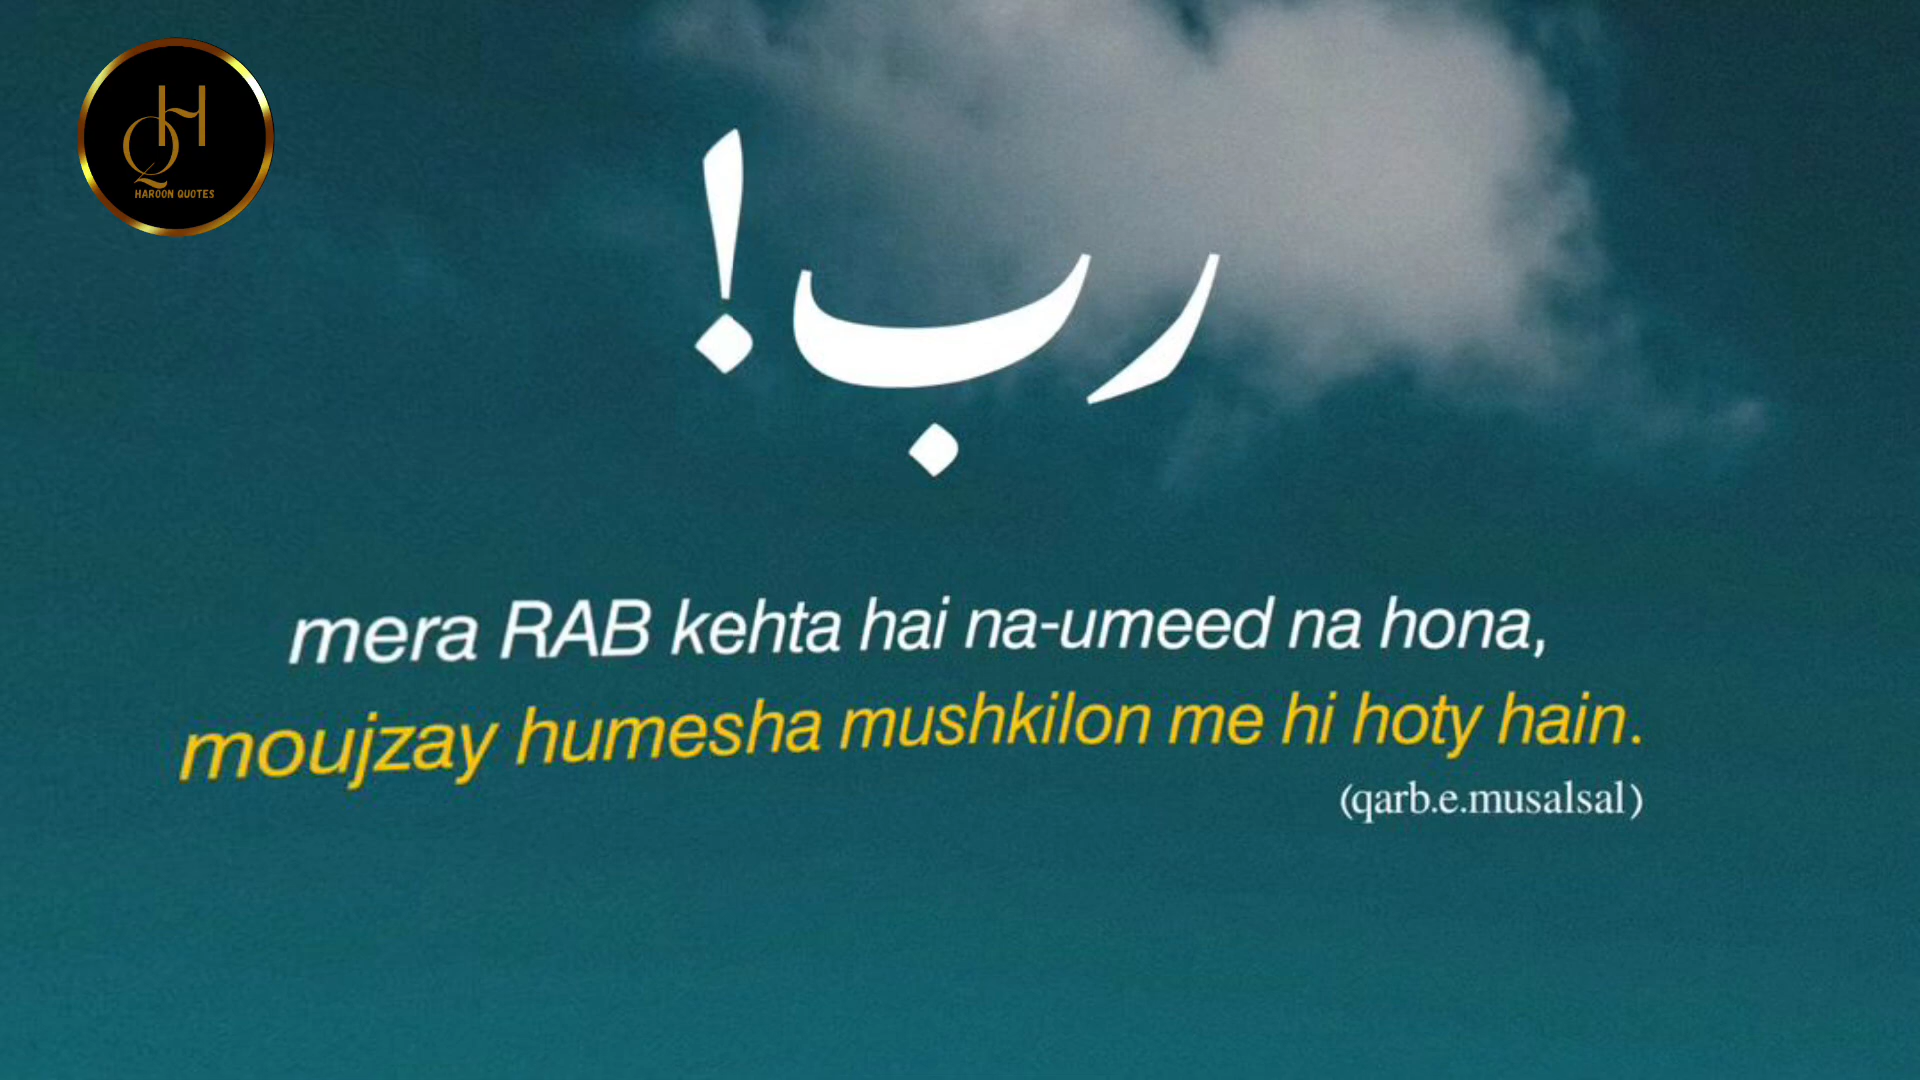 HQ
HAROON QUOTES
رب!
mera RAB kehta hai na-umeed na hona,
moujzay humesha mushkilon me hi hoty hain.
(qarb.e.musalsal)